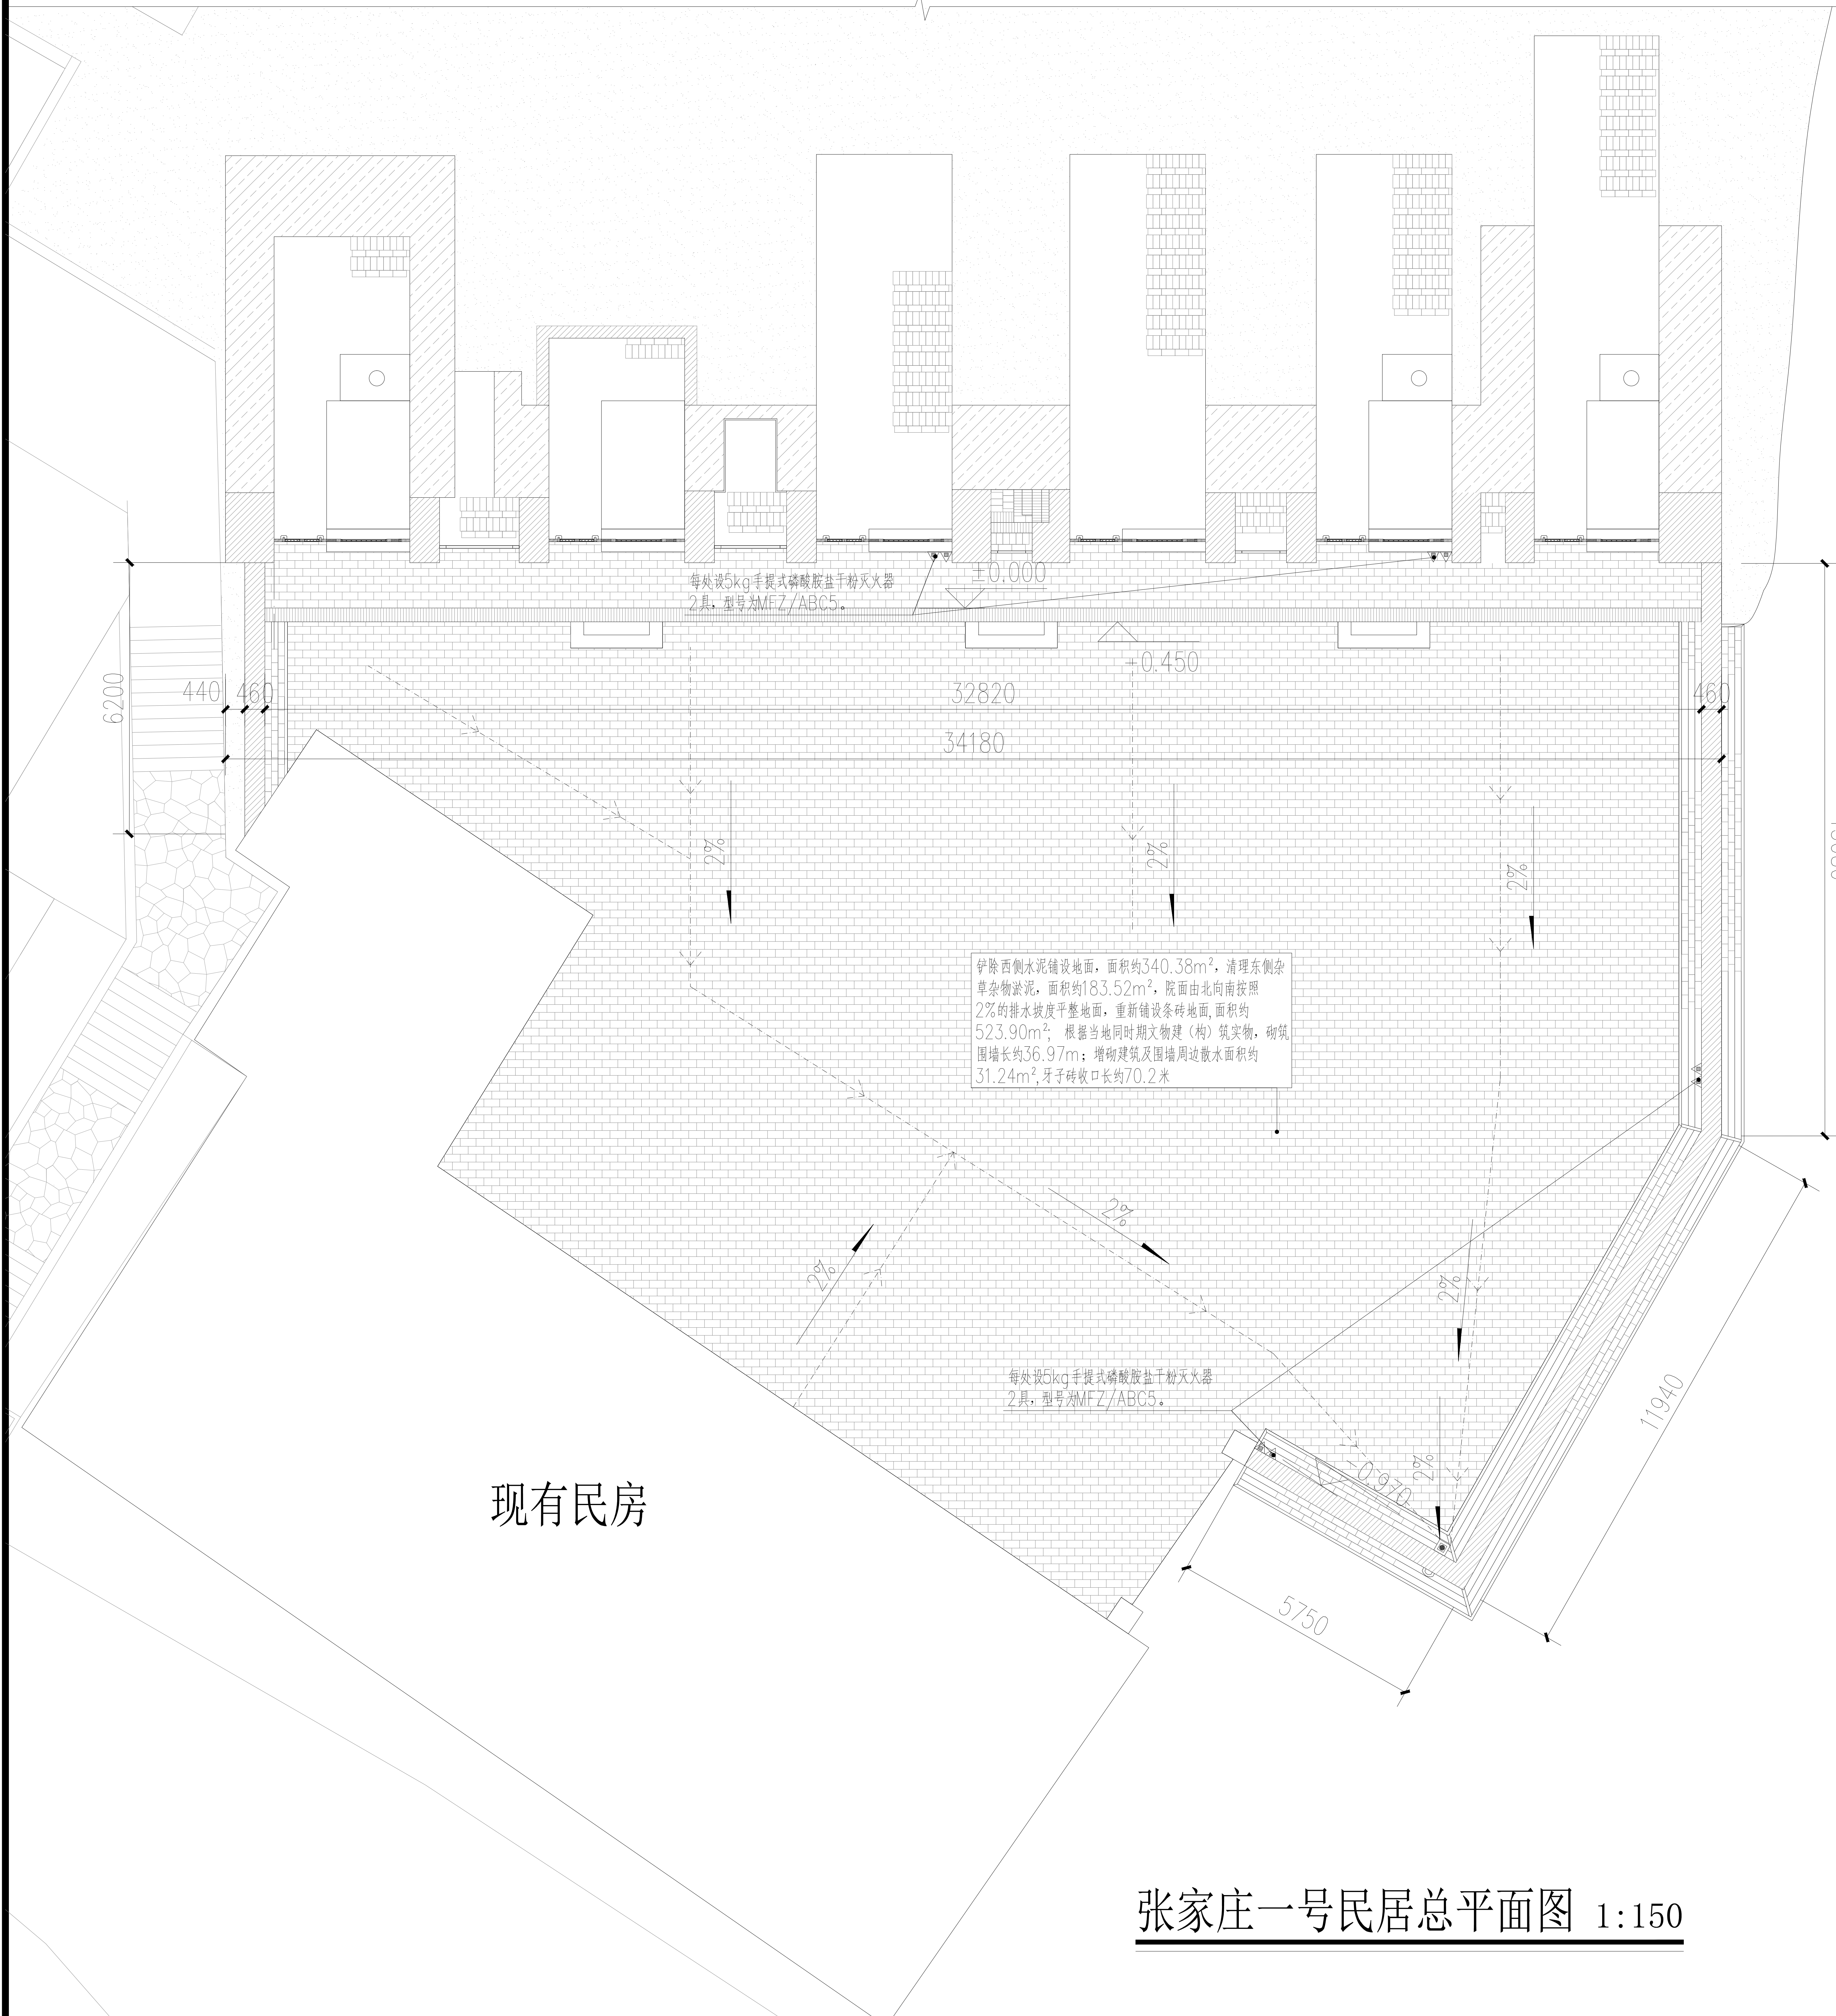 每处设5kg手提式磷酸胺盐干粉灭火器
2具，型号为MFZ/ABC5。
±0.000
+0.450
6200
440
460
32820
460
34180
2%
2%
2%
铲除西侧水泥铺设地面，面积约340.38m²，清理东侧杂
草杂物淤泥，面积约183.52m²，院面由北向南按照
2%的排水坡度平整地面，重新铺设条砖地面,面积约
523.90m²； 根据当地同时期文物建（构）筑实物，砌筑
围墙长约36.97m；增砌建筑及围墙周边散水面积约
31.24m²,牙子砖收口长约70.2米
2%
2%
2%
每处设5kg手提式磷酸胺盐干粉灭火器
2具，型号为MFZ/ABC5。
11940
-0.970
2%
5750
现有民房
张家庄一号民居总平面图 1:150